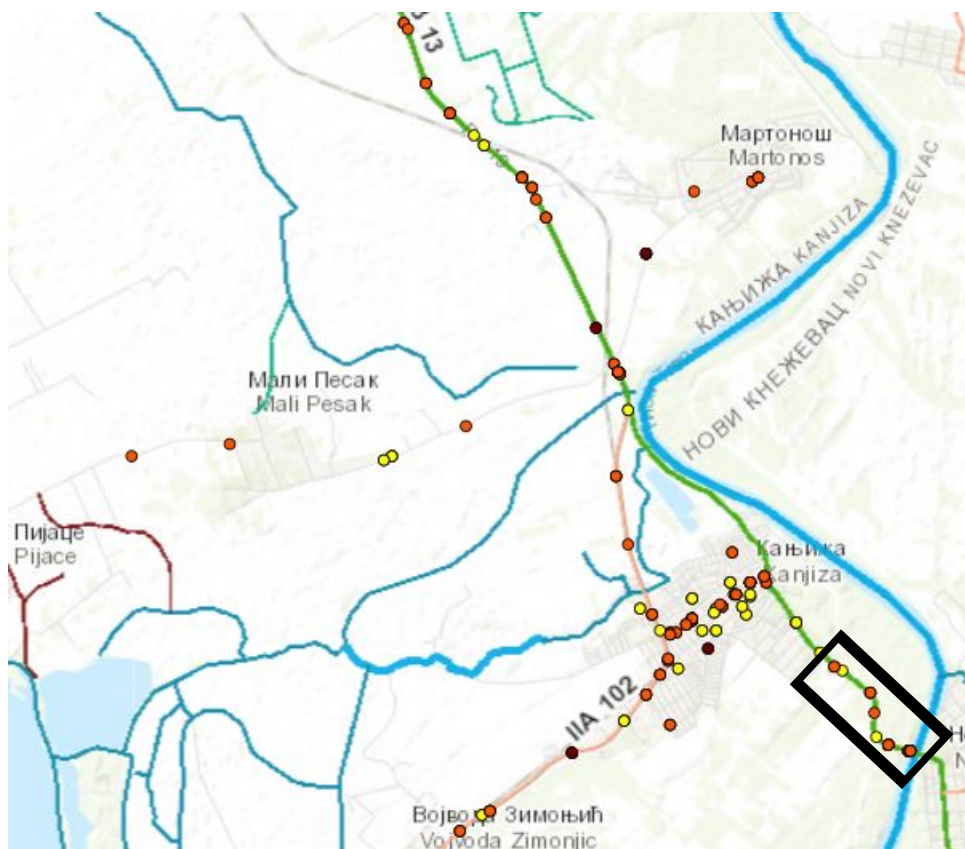 13
Мартонош
Martonos
КАЊИЖА KANJIZA
НОВИ КНЕЖЕВАЦ NOVI KNEZEVAC
Мали Песак
Mali Pesak
Пијаце
Pijace
Кањижа
Kanjiza
IIA 102
Војвода Зимоњић
Vojvoda Zimonjic
Но
N